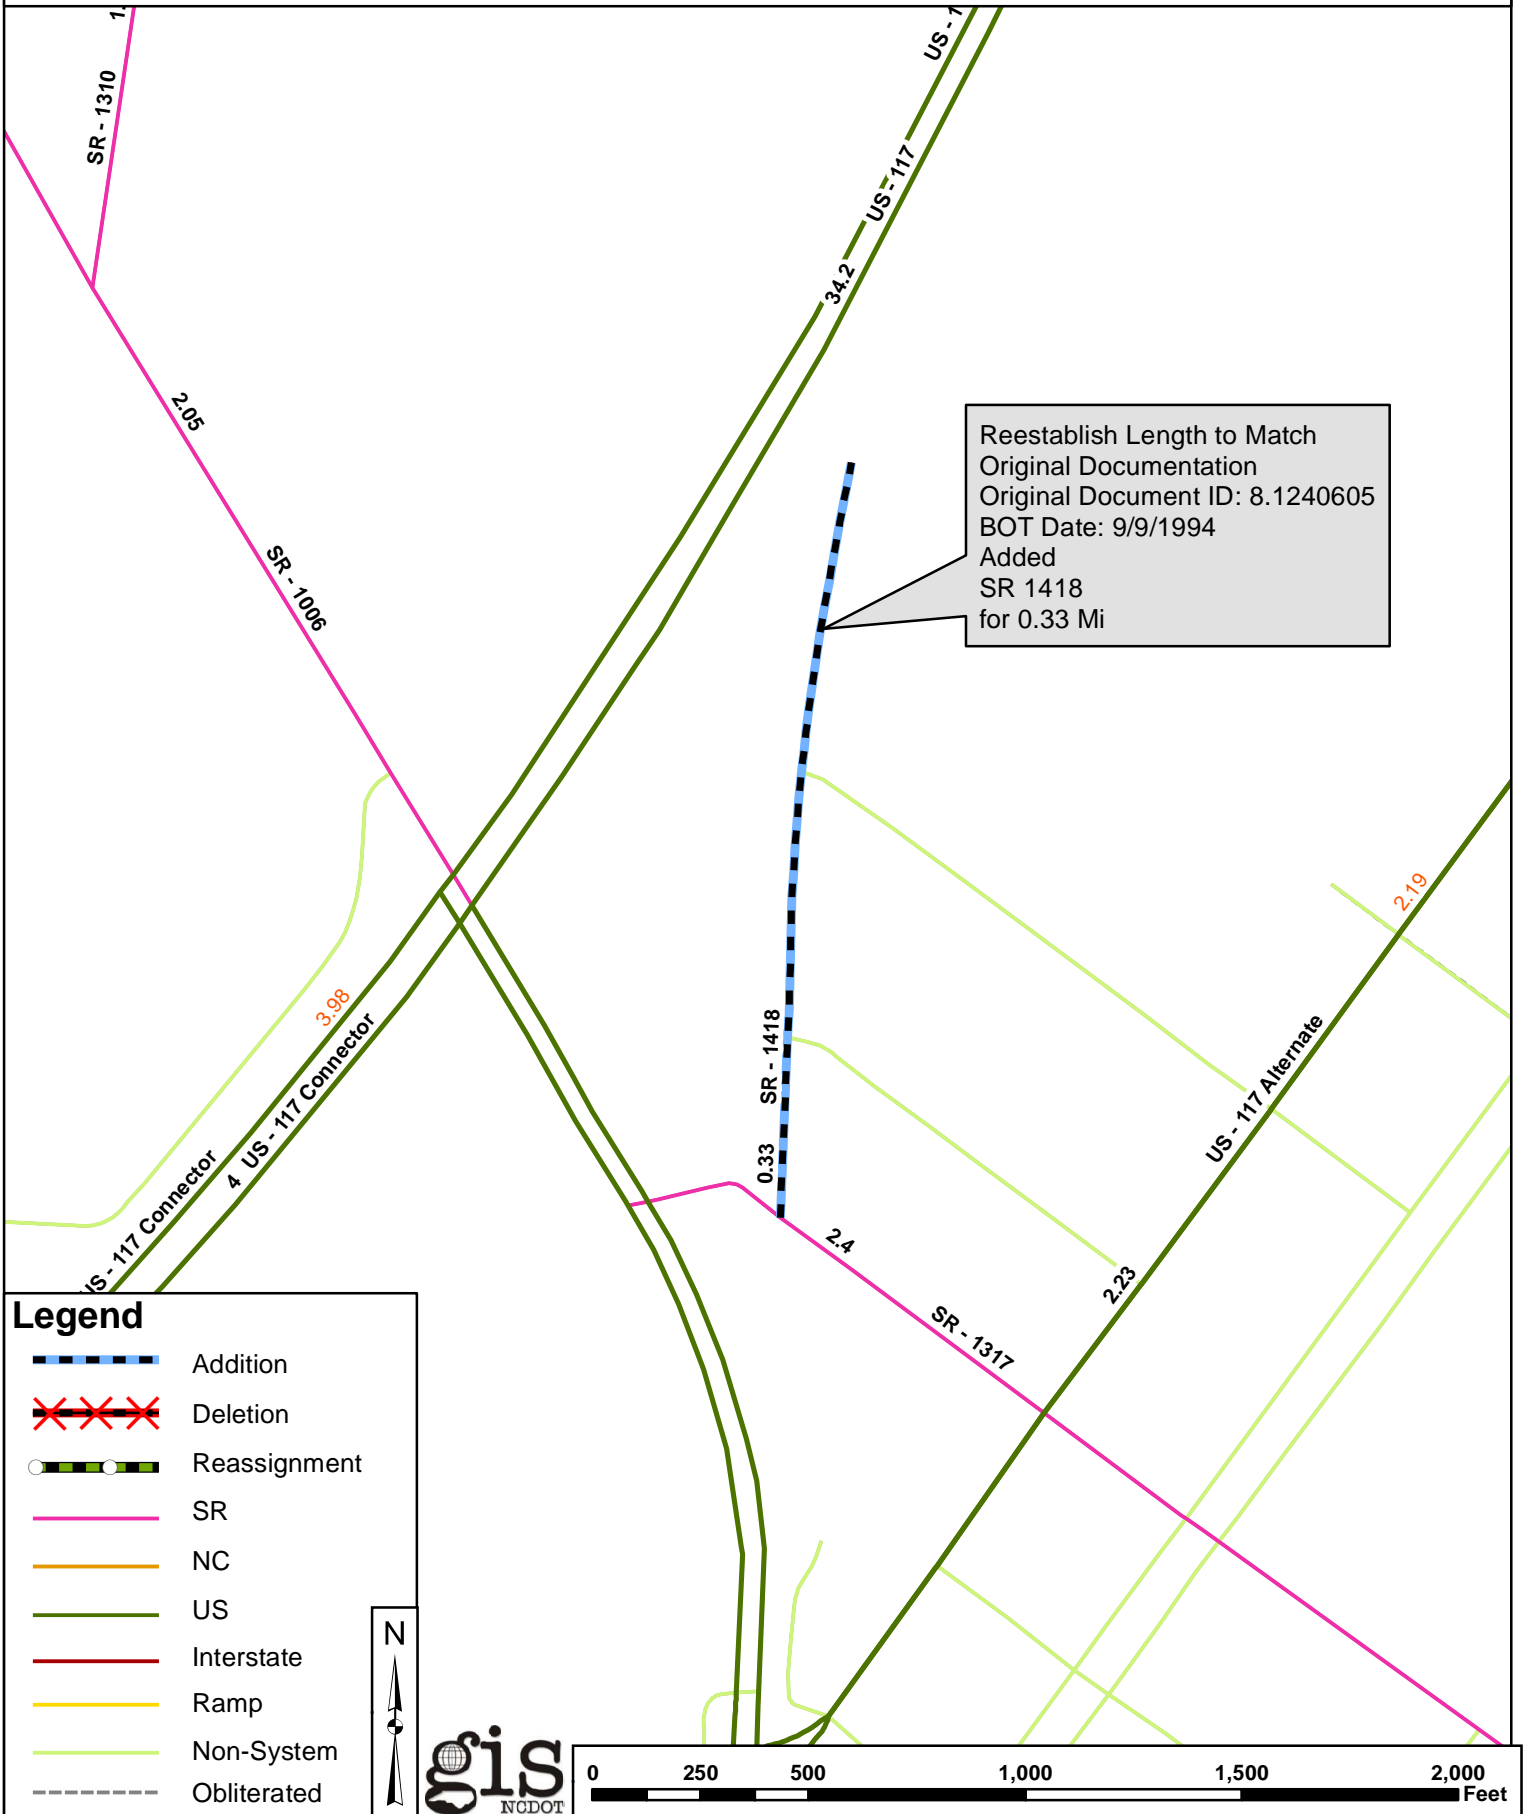 1.
SR - 1310
US - 1
US - 117
34.2
2.05
SR - 1006
Reestablish Length to Match
Original Documentation
Original Document ID: 8.1240605
BOT Date: 9/9/1994
Added
SR 1418
for 0.33 Mi
2.19
3.98
SR - 1418
US - 117 Alternate
4 US - 117 Connector
US - 117 Connector
0.33
2.4
2.23
SR - 1317
Legend
Addition
Deletion
Reassignment
SR
NC
US
Interstate
Ramp
Non-System
Obliterated
N
gis
NCDOT
0 250 500 1,000 1,500 2,000
Feet